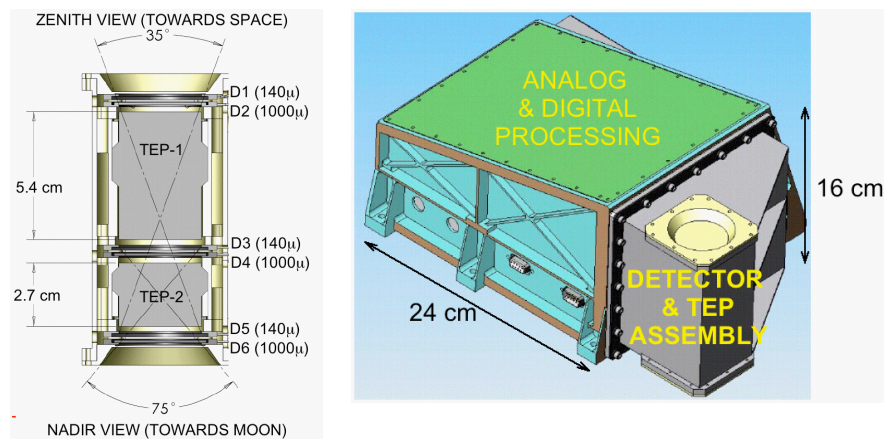 ZENITH VIEW (TOWARDS SPACE)
35°
D1 (140µ)
D2 (1000µ)
TEP-1
5.4 cm
D3 (140µ)
D4 (1000µ)
2.7 cm
TEP-2
D5 (140µ)
D6 (1000µ)
75°
NADIR VIEW (TOWARDS MOON)
ANALOG
& DIGITAL
PROCESSING
16 cm
24 cm
DETECTOR
& TEP
ASSEMBLY